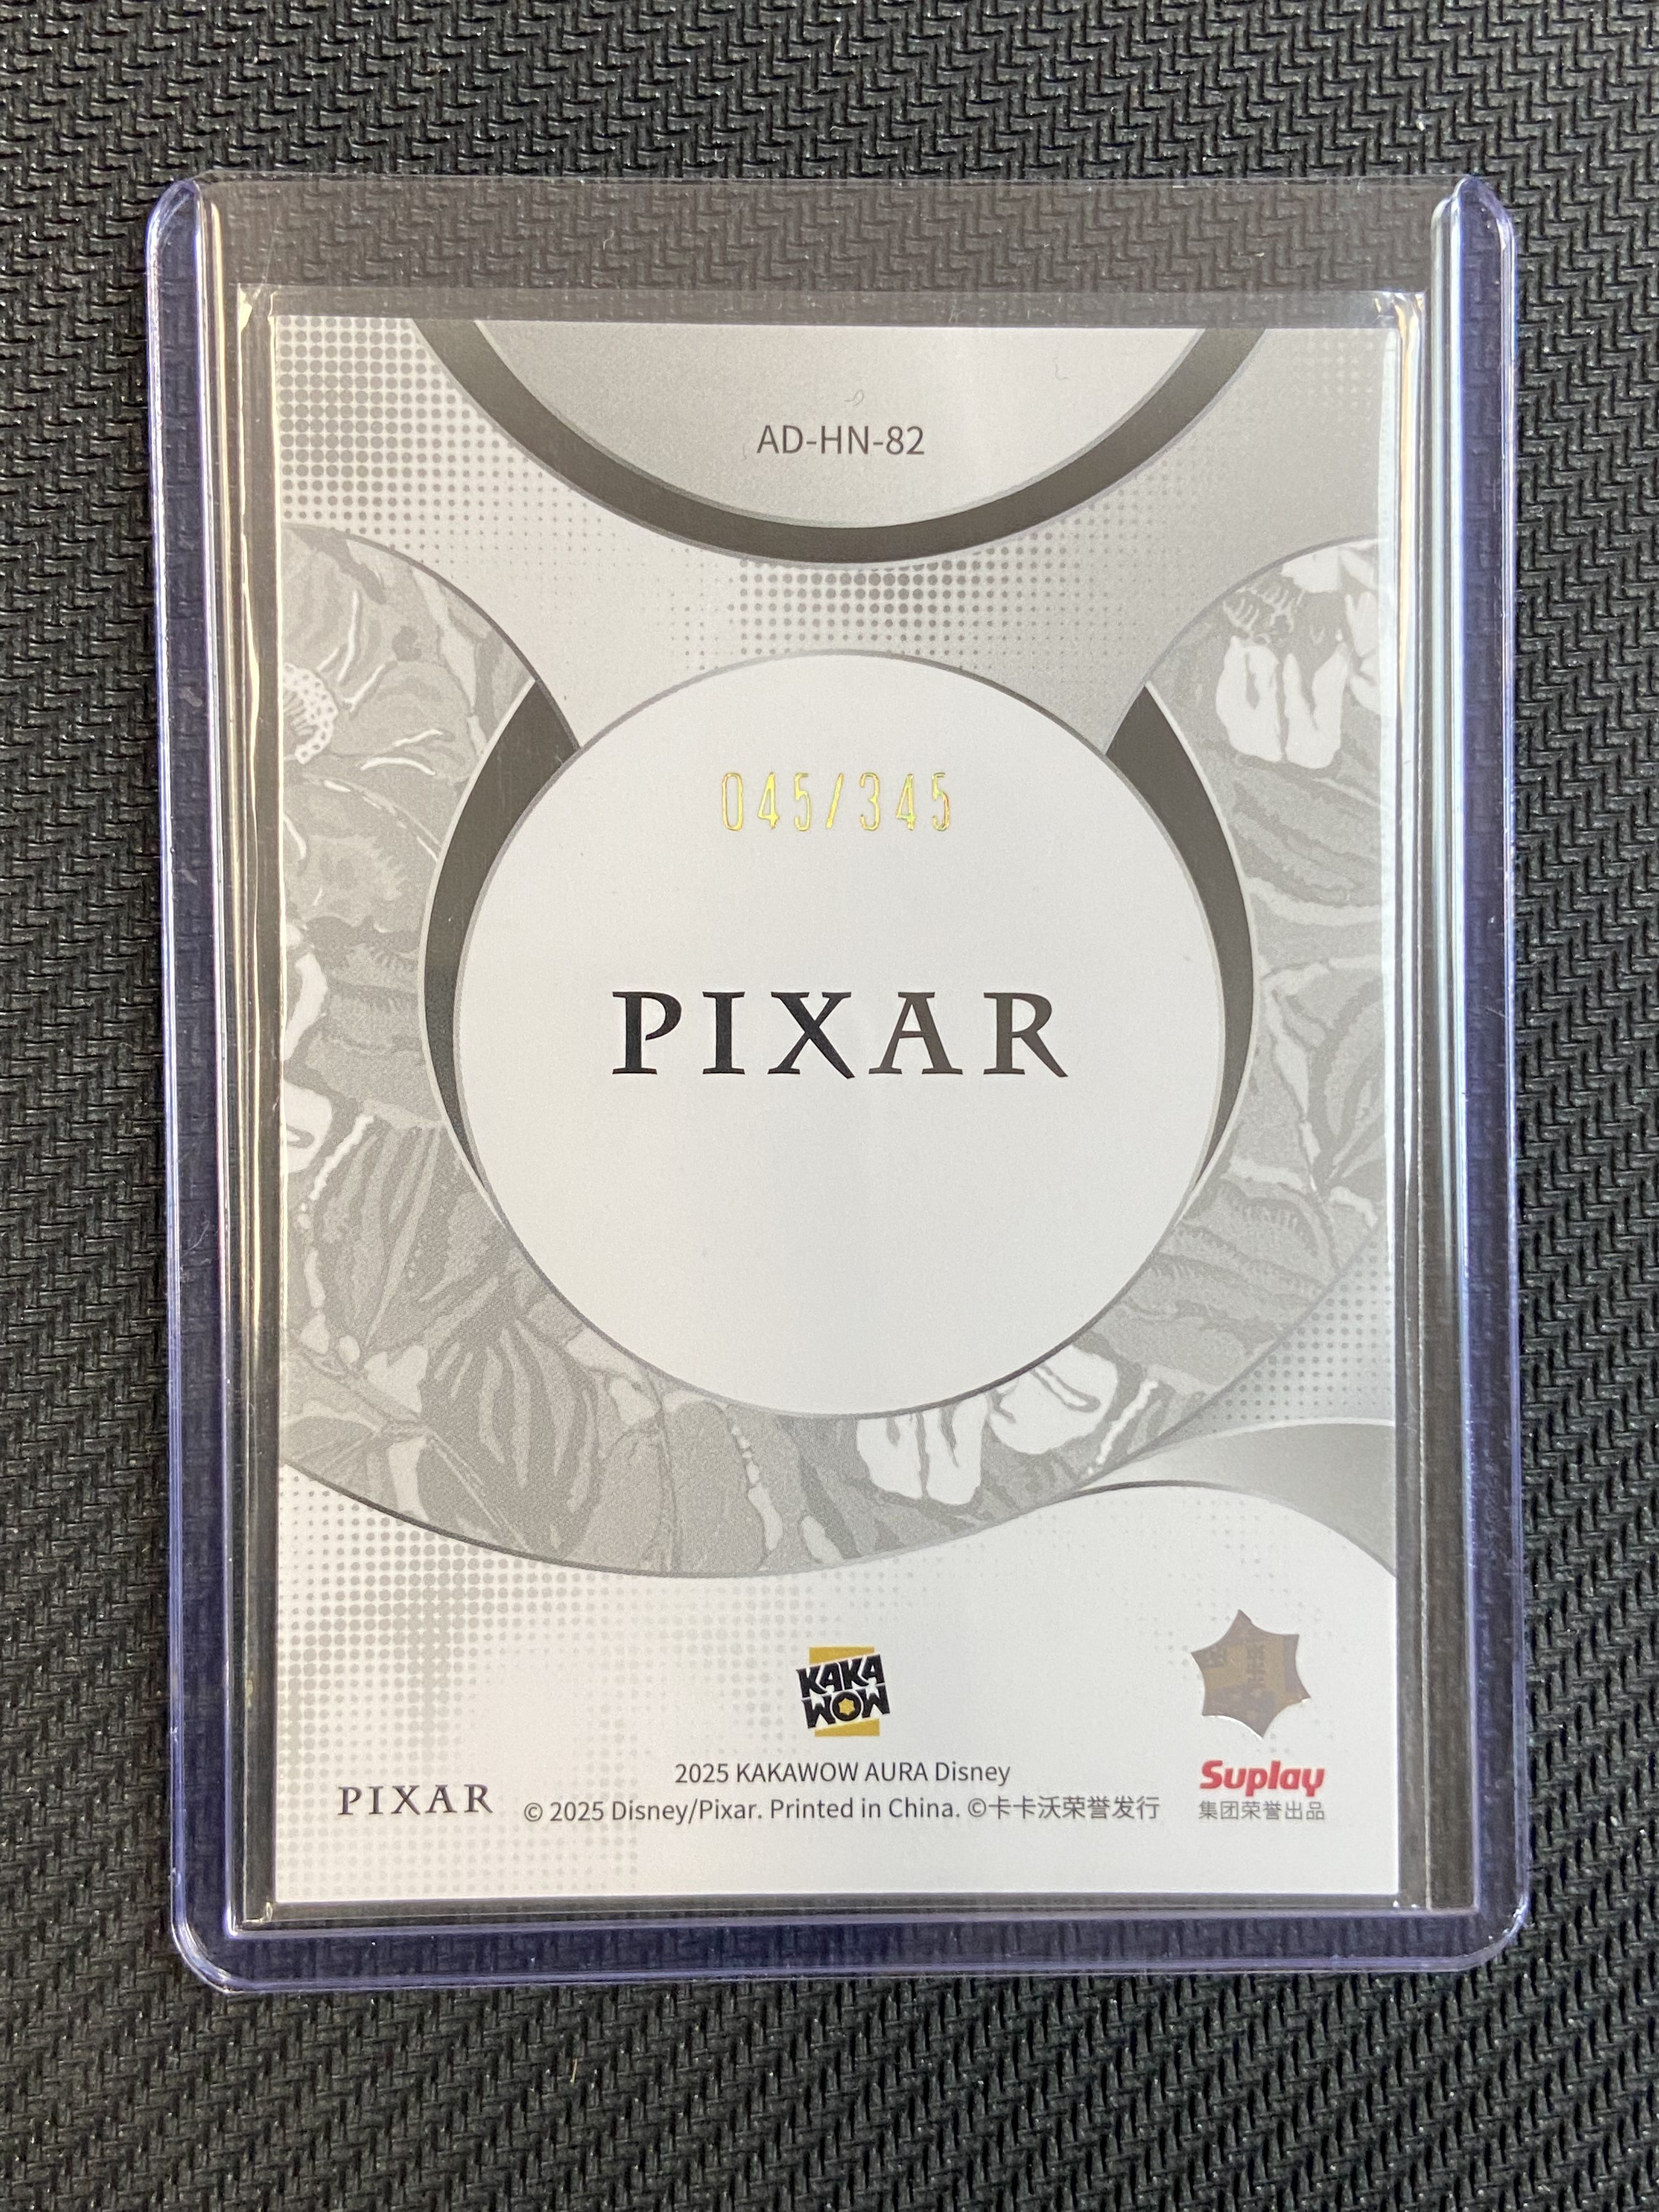 AD-HN-82
045/345
PIXAR
KAKA
WOW
2025 KAKAWOW AURA Disney
PIXAR
© 2025 Disney/Pixar. Printed in China. ©卡卡沃荣誉发行
Suplay
集团荣誉出品